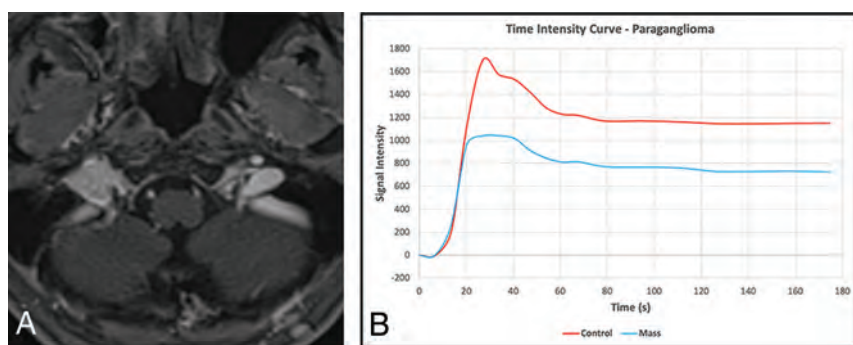 A
Time Intensity Curve - Paraganglioma
Signal Intensity
1800
1600
1400
1200
1000
800
600
400
200
0
-200
0 20 40 60 80 100 120 140 160 180
Time (s)
Control Mass
B